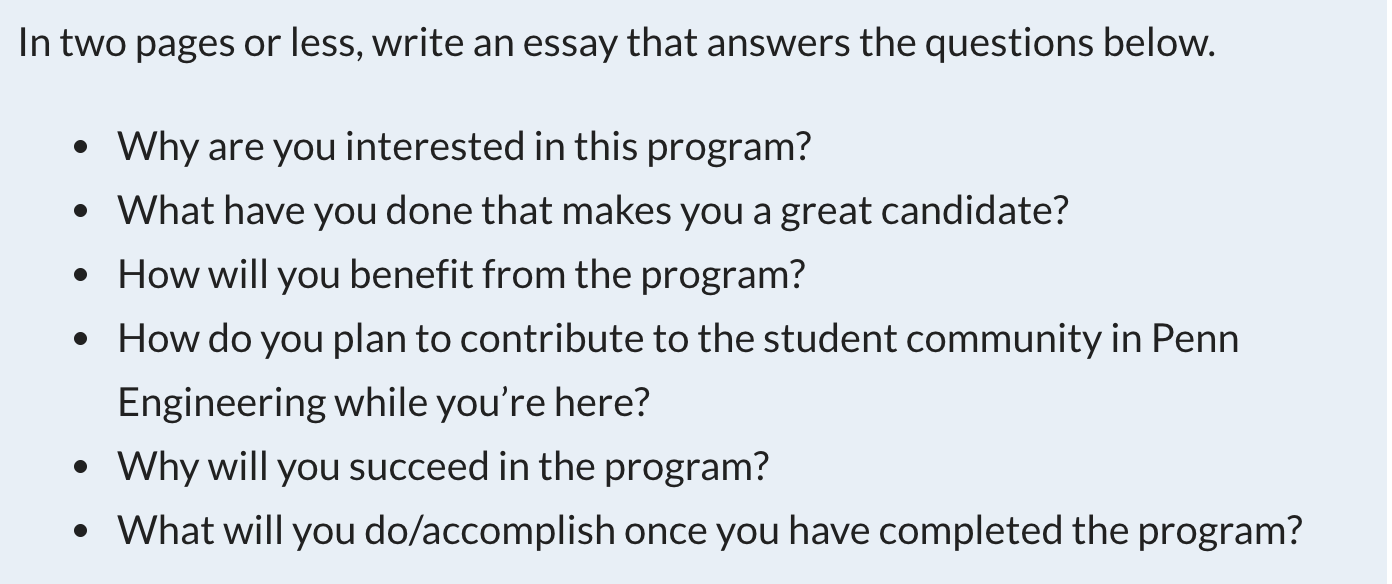 In two pages or less, write an essay that answers the questions below.
• Why are you interested in this program?
• What have you done that makes you a great candidate?
• How will you benefit from the program?
• How do you plan to contribute to the student community in Penn
Engineering while you’re here?
• Why will you succeed in the program?
• What will you do/accomplish once you have completed the program?